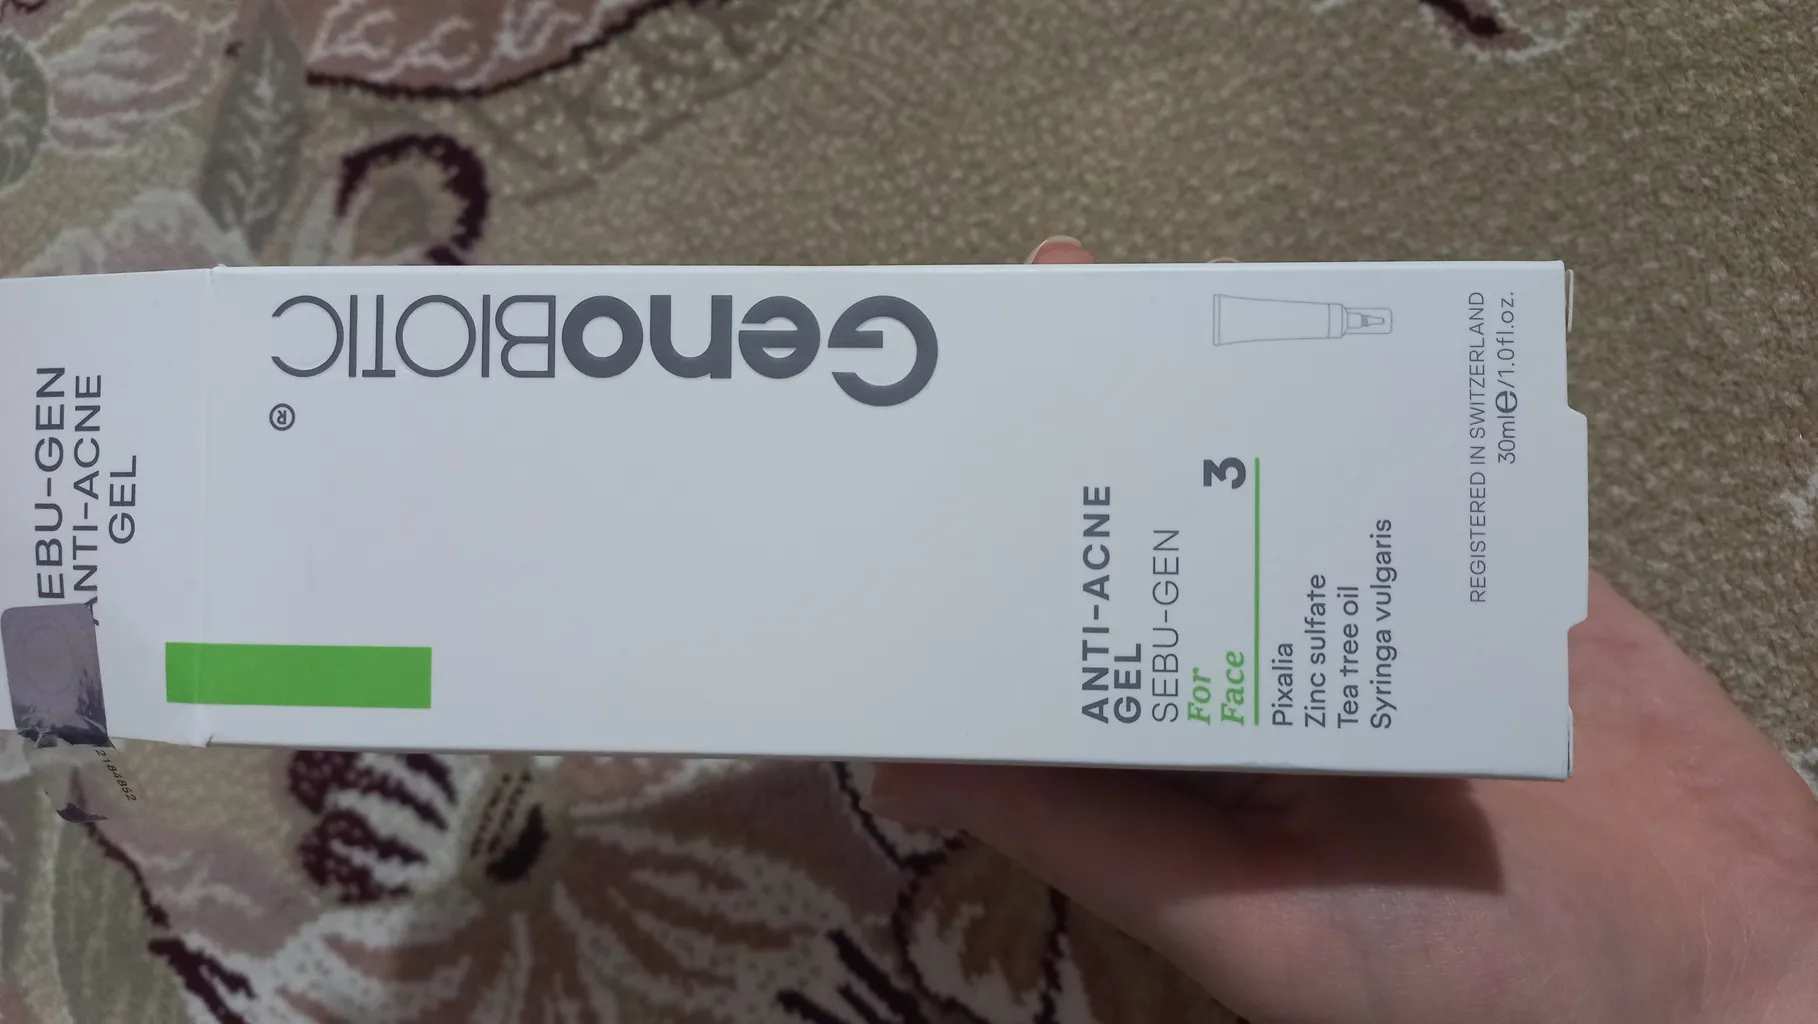 EBU-GEN
ANTI-ACNE
GEL
GenoBIOTIC®
ANTI-ACNE
GEL
SEBU-GEN
For
Face 3
Pixalia
Zinc sulfate
Tea tree oil
Syringa vulgaris
REGISTERED IN SWITZERLAND
30ml℮/1.0fl.oz.